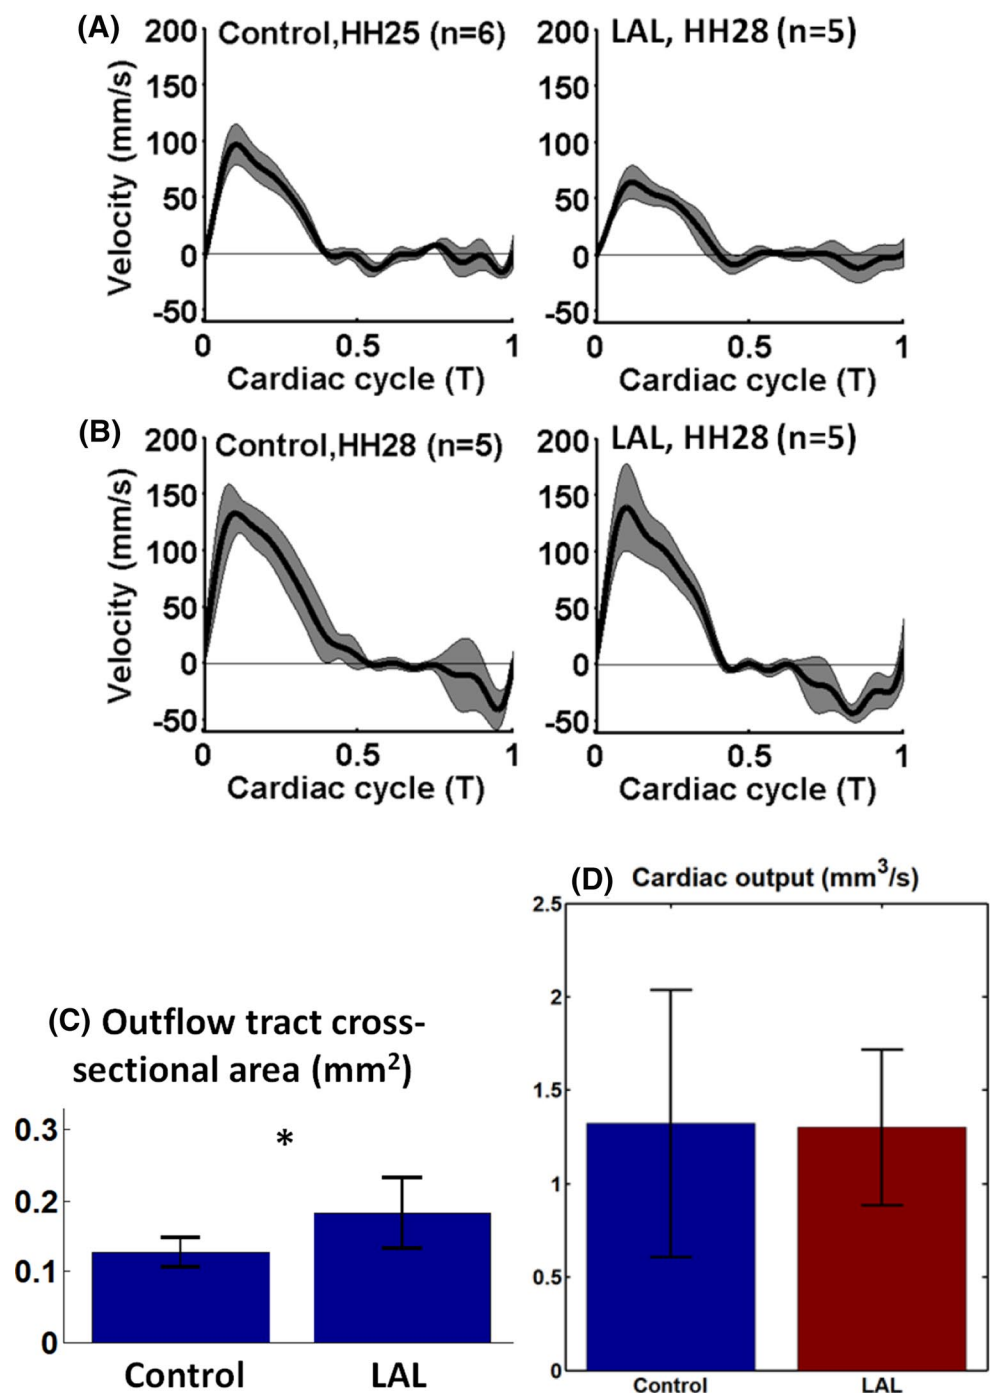 (A)
Control,HH25 (n=6)
LAL, HH28 (n=5)
Velocity (mm/s)
200
150
100
50
0
-50
0 0.5 1
Cardiac cycle (T)
200
150
100
50
0
-50
0 0.5 1
Cardiac cycle (T)
(B)
Control,HH28 (n=5)
LAL, HH28 (n=5)
Velocity (mm/s)
200
150
100
50
0
-50
0 0.5 1
Cardiac cycle (T)
200
150
100
50
0
-50
0 0.5 1
Cardiac cycle (T)
(C) Outflow tract cross-
sectional area (mm²)
0.3
0.2
0.1
0
*
Control LAL
(D) Cardiac output (mm³/s)
2.5
2
1.5
1
0.5
0
Control LAL